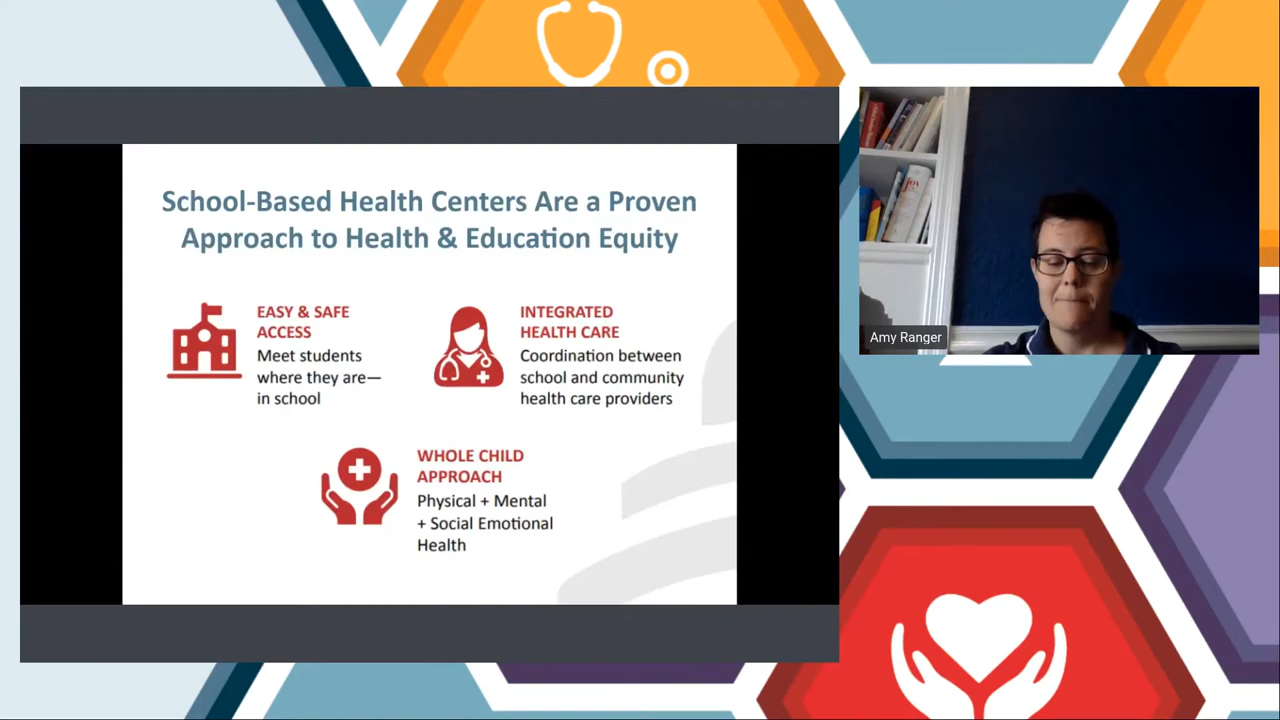 School-Based Health Centers Are a Proven
Approach to Health & Education Equity
EASY & SAFE
ACCESS
Meet students
where they are—
in school
INTEGRATED
HEALTH CARE
Coordination between
school and community
health care providers
WHOLE CHILD
APPROACH
Physical + Mental
+ Social Emotional
Health
Amy Ranger